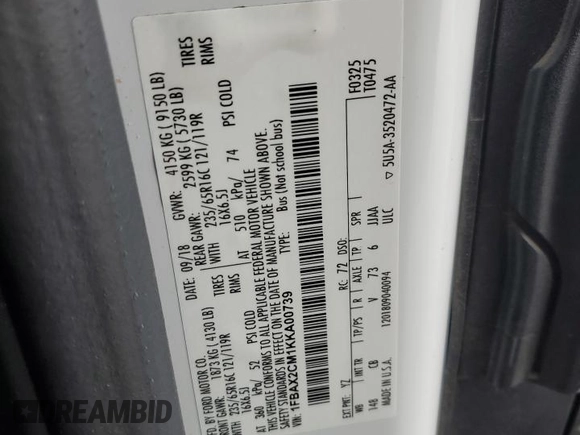 MFD. BY FORD MOTOR CO.
DATE: 09/18 GVWR: 4150 KG ( 9150 LB)
FRONT GAWR: 1873 KG ( 4130 LB) REAR GAWR: 2599 KG ( 5730 LB)
235/65R16C 121/119R TIRES WITH 235/65R16C 121/119R TIRES
16X6.5J RIMS 16X6.5J RIMS
AT 360 kPa/ 52 PSI COLD AT 510 kPa/ 74 PSI COLD
THIS VEHICLE CONFORMS TO ALL APPLICABLE FEDERAL MOTOR VEHICLE
SAFETY STANDARDS IN EFFECT ON THE DATE OF MANUFACTURE SHOWN ABOVE.
VIN: 1FBAX2CM1KKA00739 TYPE: Bus (Not school bus)
F0325
T0475
EXT PNT: YZ RC: 72 DSO:
WB INT TR TP/PS R AXLE TP SPR
148 CB V 73 6 JJAA
1201809040094 ULC
▽ 5U5A-3520472-AA
DRIVE IT HOME